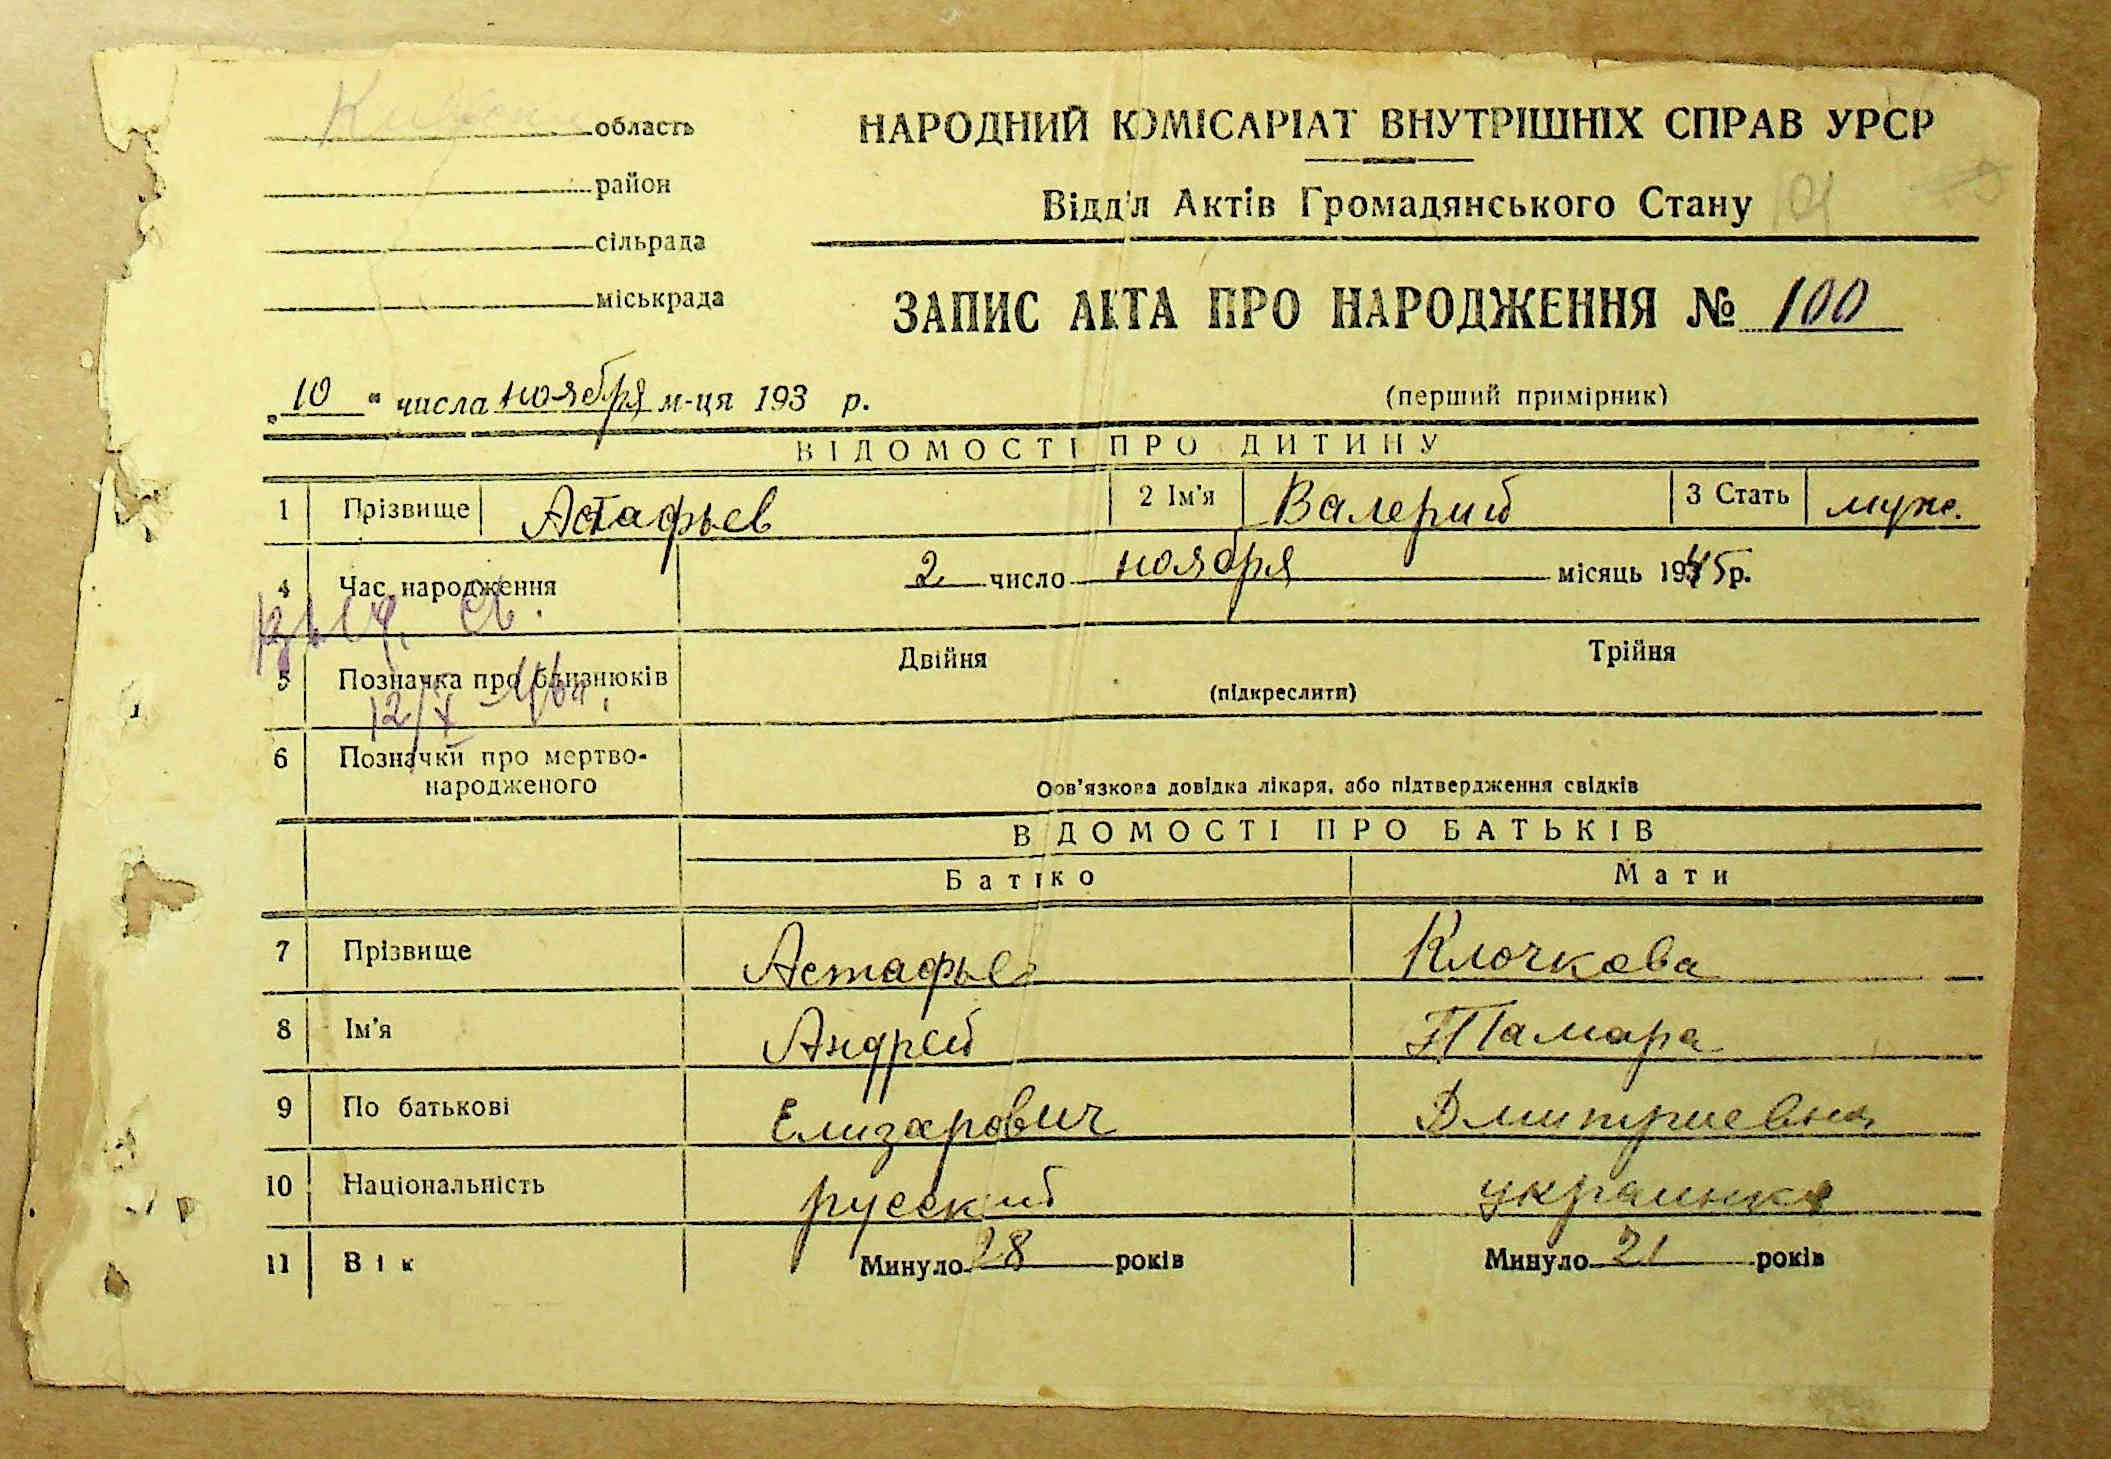 область
район
сільрада
міськрада
НАРОДНИЙ КОМІСАРІАТ ВНУТРІШНІХ СПРАВ УРСР
Відділ Актів Громадянського Стану
ЗАПИС АКТА ПРО НАРОДЖЕННЯ № 100
„10" числа ноября м-ця 193 р.
(перший примірник)
ВІДОМОСТІ ПРО ДИТИНУ
1 Прізвище Астафьев 2 Ім'я Валерий 3 Стать муж.
4 Час народження 2 число ноября місяць 1945 р.
5 Позначка про близнюків Двійня Трійня
(підкреслити)
12/X
6 Позначки про мертво-
народженого
Обов'язкова довідка лікаря, або підтвердження свідків
ВІДОМОСТІ ПРО БАТЬКІВ
Батько Мати
7 Прізвище Астафьев Клочкова
8 Ім'я Андрей Тамара
9 По батькові Елизарович Дмитриевна
10 Національність русский украинка
11 Вік Минуло 28 років Минуло 21 років